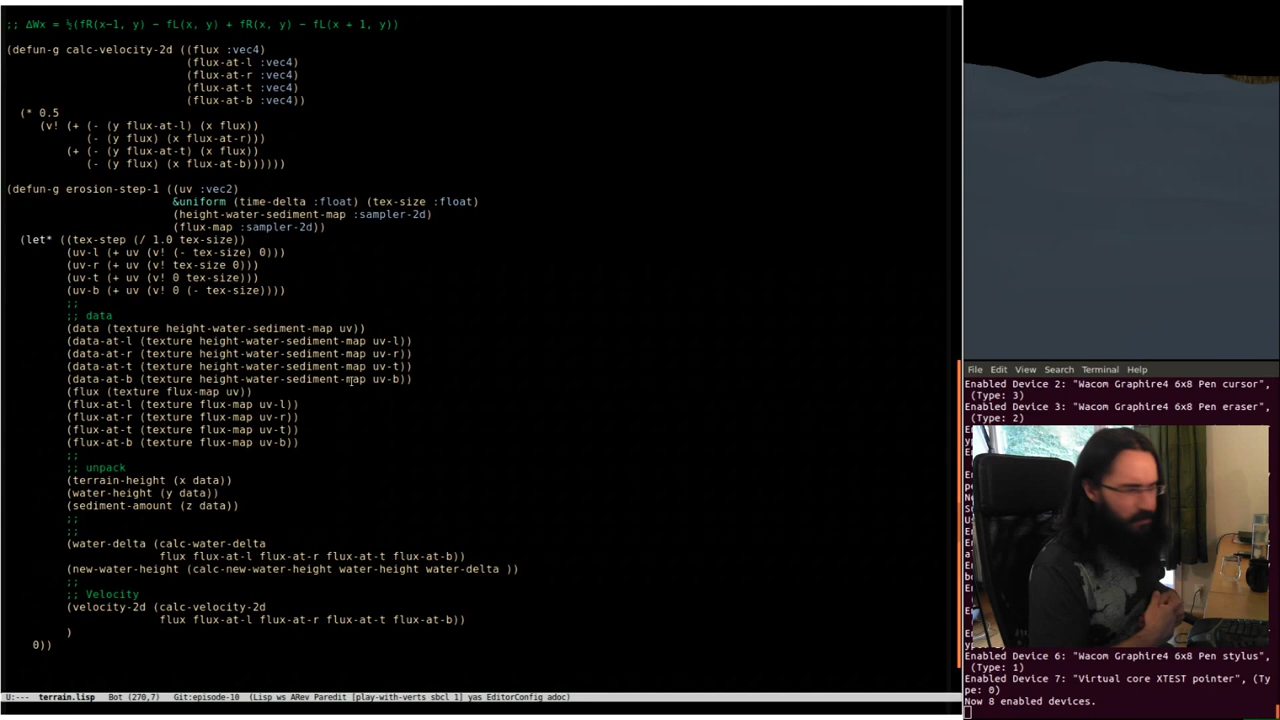 ;; ΔWx = ½(fR(x−1, y) − fL(x, y) + fR(x, y) − fL(x + 1, y))
(defun-g calc-velocity-2d ((flux :vec4)
(flux-at-l :vec4)
(flux-at-r :vec4)
(flux-at-t :vec4)
(flux-at-b :vec4))
(* 0.5
(v! (+ (- (y flux-at-l) (x flux))
(- (y flux) (x flux-at-r)))
(+ (- (y flux-at-t) (x flux))
(- (y flux) (x flux-at-b))))))
(defun-g erosion-step-1 ((uv :vec2)
&uniform (time-delta :float) (tex-size :float)
(height-water-sediment-map :sampler-2d)
(flux-map :sampler-2d))
(let* ((tex-step (/ 1.0 tex-size))
(uv-l (+ uv (v! (- tex-size) 0)))
(uv-r (+ uv (v! tex-size 0)))
(uv-t (+ uv (v! 0 tex-size)))
(uv-b (+ uv (v! 0 (- tex-size))))
;;
;; data
(data (texture height-water-sediment-map uv))
(data-at-l (texture height-water-sediment-map uv-l))
(data-at-r (texture height-water-sediment-map uv-r))
(data-at-t (texture height-water-sediment-map uv-t))
(data-at-b (texture height-water-sediment-map uv-b))
(flux (texture flux-map uv))
(flux-at-l (texture flux-map uv-l))
(flux-at-r (texture flux-map uv-r))
(flux-at-t (texture flux-map uv-t))
(flux-at-b (texture flux-map uv-b))
;;
;; unpack
(terrain-height (x data))
(water-height (y data))
(sediment-amount (z data))
;;
;;
(water-delta (calc-water-delta
flux flux-at-l flux-at-r flux-at-t flux-at-b))
(new-water-height (calc-new-water-height water-height water-delta ))
;;
;; Velocity
(velocity-2d (calc-velocity-2d
flux flux-at-l flux-at-r flux-at-t flux-at-b))
)
0))
U:--- terrain.lisp Bot (270,7) Git:episode-10 (Lisp ws ARev Paredit [play-with-verts sbcl 1] yas EditorConfig adoc)
File Edit View Search Terminal Help
Enabled Device 2: "Wacom Graphire4 6x8 Pen cursor",
(Type: 3)
Enabled Device 3: "Wacom Graphire4 6x8 Pen eraser",
(Type: 2)
Enabled Device 6: "Wacom Graphire4 6x8 Pen stylus",
(Type: 1)
Enabled Device 7: "Virtual core XTEST pointer", (Ty
pe: 0)
Now 8 enabled devices.